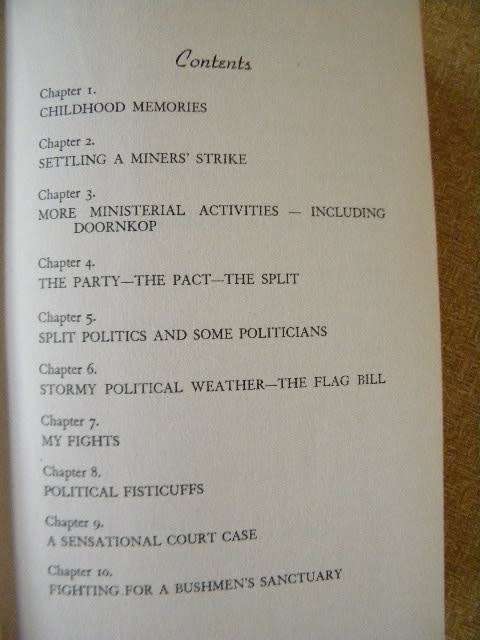 Contents
Chapter 1.
CHILDHOOD MEMORIES
Chapter 2.
SETTLING A MINERS' STRIKE
Chapter 3.
MORE MINISTERIAL ACTIVITIES — INCLUDING
DOORNKOP
Chapter 4.
THE PARTY—THE PACT—THE SPLIT
Chapter 5.
SPLIT POLITICS AND SOME POLITICIANS
Chapter 6.
STORMY POLITICAL WEATHER—THE FLAG BILL
Chapter 7.
MY FIGHTS
Chapter 8.
POLITICAL FISTICUFFS
Chapter 9.
A SENSATIONAL COURT CASE
Chapter 10.
FIGHTING FOR A BUSHMEN'S SANCTUARY